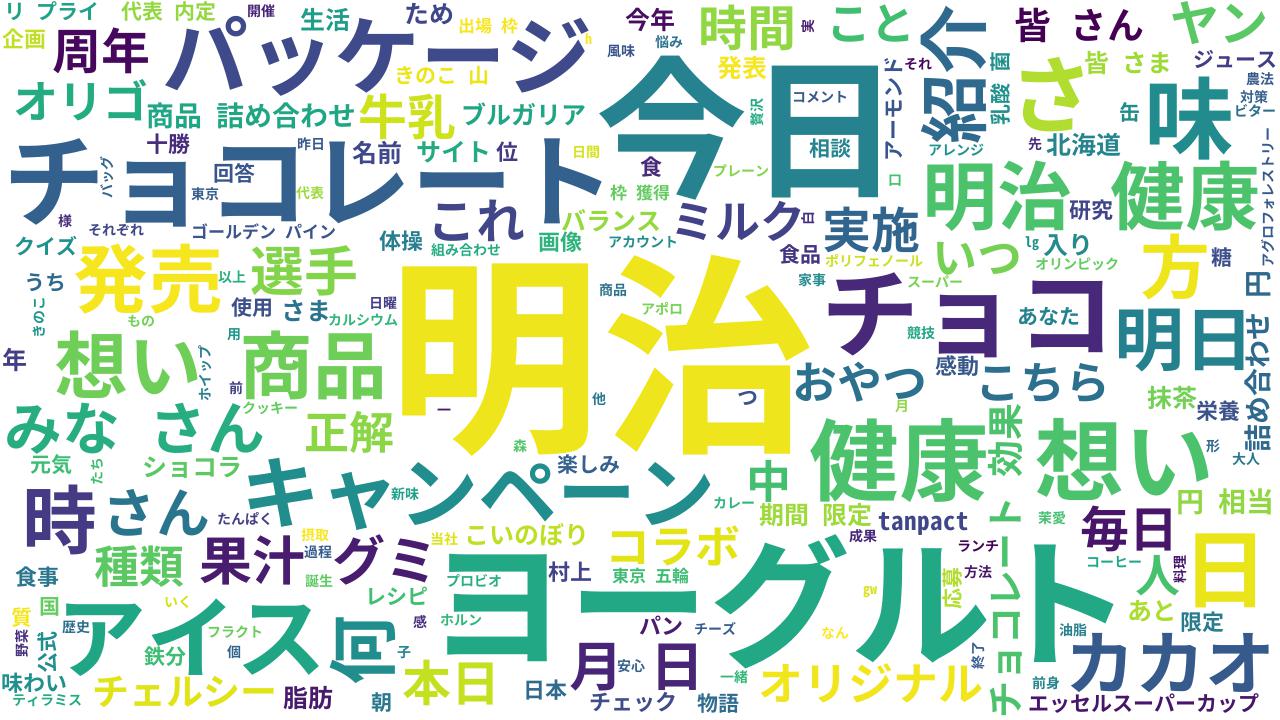 リ プライ
代表 内定
開催
生活
ため
出場 枠
h
今年
時間
実
こと
紹介
皆 さん
ヤン
企画
周年
パッケージ
風味
悩み
今日
発表
それ
菌
皆 さま
ジュース
きのこ 山
オリゴ
商品 詰め合わせ
牛乳
ブルガリア
贅沢
コメント
アーモンド
乳酸
さ
缶
味
農法
対策
ビター
十勝
昨日
チョコレート
名前
サイト
位
日間
食
相談
アレンジ
先
北海道
バッグ
回答
東京
代表
枠 獲得
プレーン
口
明治
健康
研究
アグロフォレストリー
様
それぞれ
ゴールデン パイン
これ
バランス
ミルク
白
実施
クイズ
体操
組み合わせ
画像
アカウント
食品
ポリフェノール
いつ
lg
入り
オリンピック
方
糖
円
うち
発売
以上
選手
明治
商品
家事
スーパー
チョコ
きのこ
もの
使用
さま
日曜
カルシウム
アポロ
競技
あなた
明日
年
想い
ホイップ
用
商品
前
感動
おやつ
こちら
抹茶
栄養
詰め合わせ
クッキー
一
他
つ
月
みな さん
正解
森
健康
効果
想い
形
大人
元気
たち
ショコラ
キャンペーン
楽しみ
中
新味
カレー
期間 限定
tanpact
円 相当
時
さん
たんぱく
摂取
当社
こいのぼり
コラボ
成果
茉愛
毎日
種類
果汁
過程
グミ
ヨーグルト
ランチ
コーヒー
人
料理
日
食事
誕生
プロビオ
村上
東京 五輪
方法
gw
応募
チョコレート
質
国
アイス
いく
レシピ
あと
限定
野菜
公式
歴史
フラクト
何
感
ホルン
パン
チーズ
なん
油脂
カカオ
鉄分
個
子
月 日
安心
終了
味わい
ティラミス
チェルシー
脂肪
朝
本日
日本
チェック
物語
一緒
オリジナル
前身
エッセルスーパーカップ